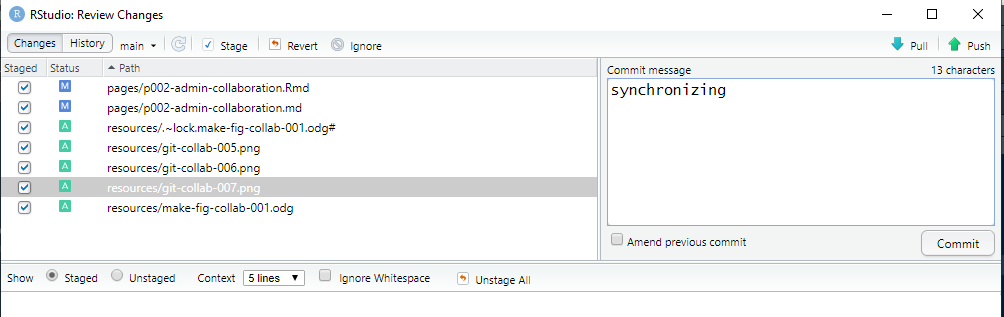 RStudio: Review Changes
Changes History main Stage Revert Ignore Pull Push
Staged Status Path
M pages/p002-admin-collaboration.Rmd
M pages/p002-admin-collaboration.md
A resources/.~lock.make-fig-collab-001.odg#
A resources/git-collab-005.png
A resources/git-collab-006.png
A resources/git-collab-007.png
A resources/make-fig-collab-001.odg
Commit message 13 characters
synchronizing
Amend previous commit Commit
Show Staged Unstaged Context 5 lines Ignore Whitespace Unstage All